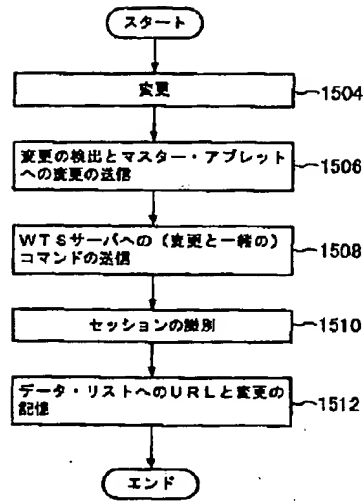 スタート
変更
1504
変更の検出とマスター・アプレット
への変更の送信
1506
WTSサーバへの（変更と一緒の）
コマンドの送信
1508
セッションの識別
1510
データ・リストへのURLと変更の
記憶
1512
エンド